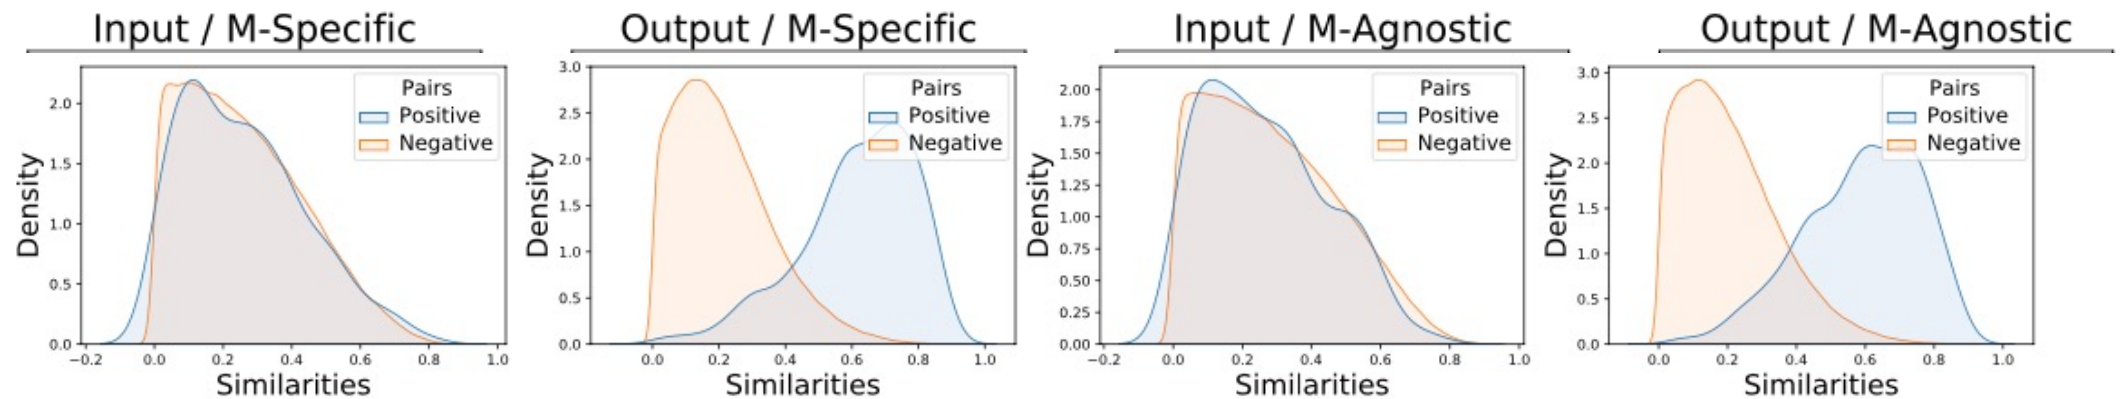 Input / M-Specific
Density
2.0
1.5
1.0
0.5
0.0
Pairs
Positive
Negative
−0.2 0.0 0.2 0.4 0.6 0.8 1.0
Similarities
Output / M-Specific
Density
3.0
2.5
2.0
1.5
1.0
0.5
0.0
Pairs
Positive
Negative
0.0 0.2 0.4 0.6 0.8 1.0
Similarities
Input / M-Agnostic
Density
2.00
1.75
1.50
1.25
1.00
0.75
0.50
0.25
0.00
Pairs
Positive
Negative
−0.2 0.0 0.2 0.4 0.6 0.8 1.0
Similarities
Output / M-Agnostic
Density
3.0
2.5
2.0
1.5
1.0
0.5
0.0
Pairs
Positive
Negative
0.0 0.2 0.4 0.6 0.8 1.0
Similarities